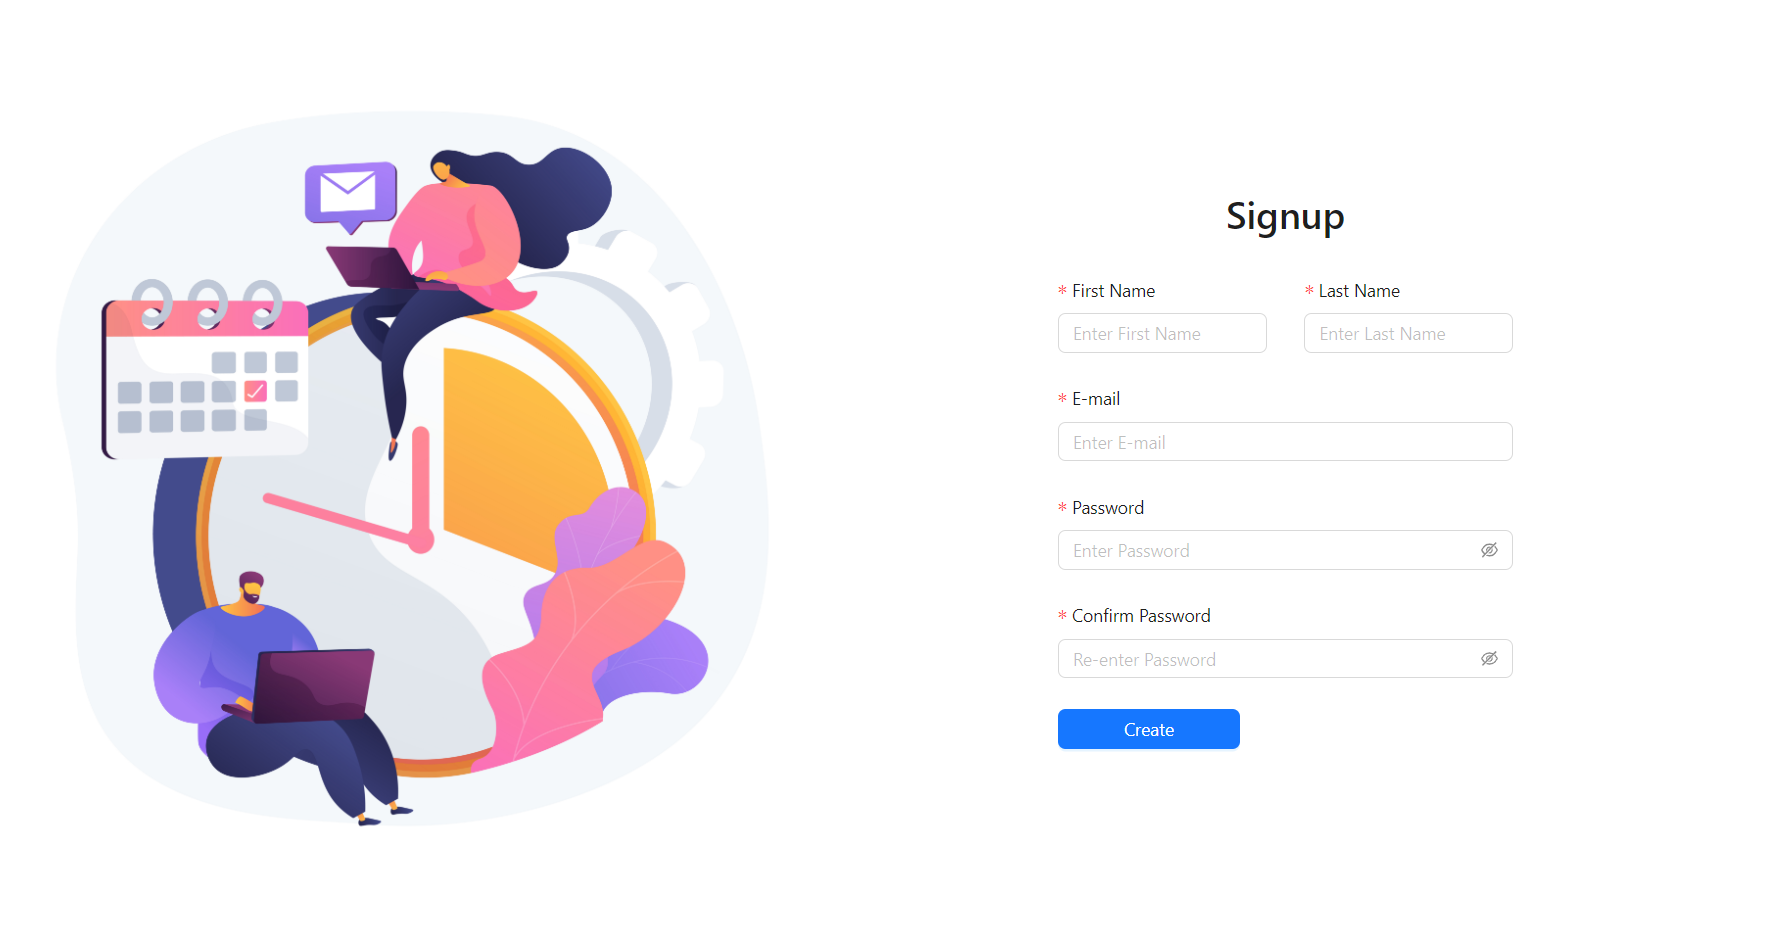 Signup
* First Name
* Last Name
Enter First Name
Enter Last Name
* E-mail
Enter E-mail
* Password
Enter Password
* Confirm Password
Re-enter Password
Create